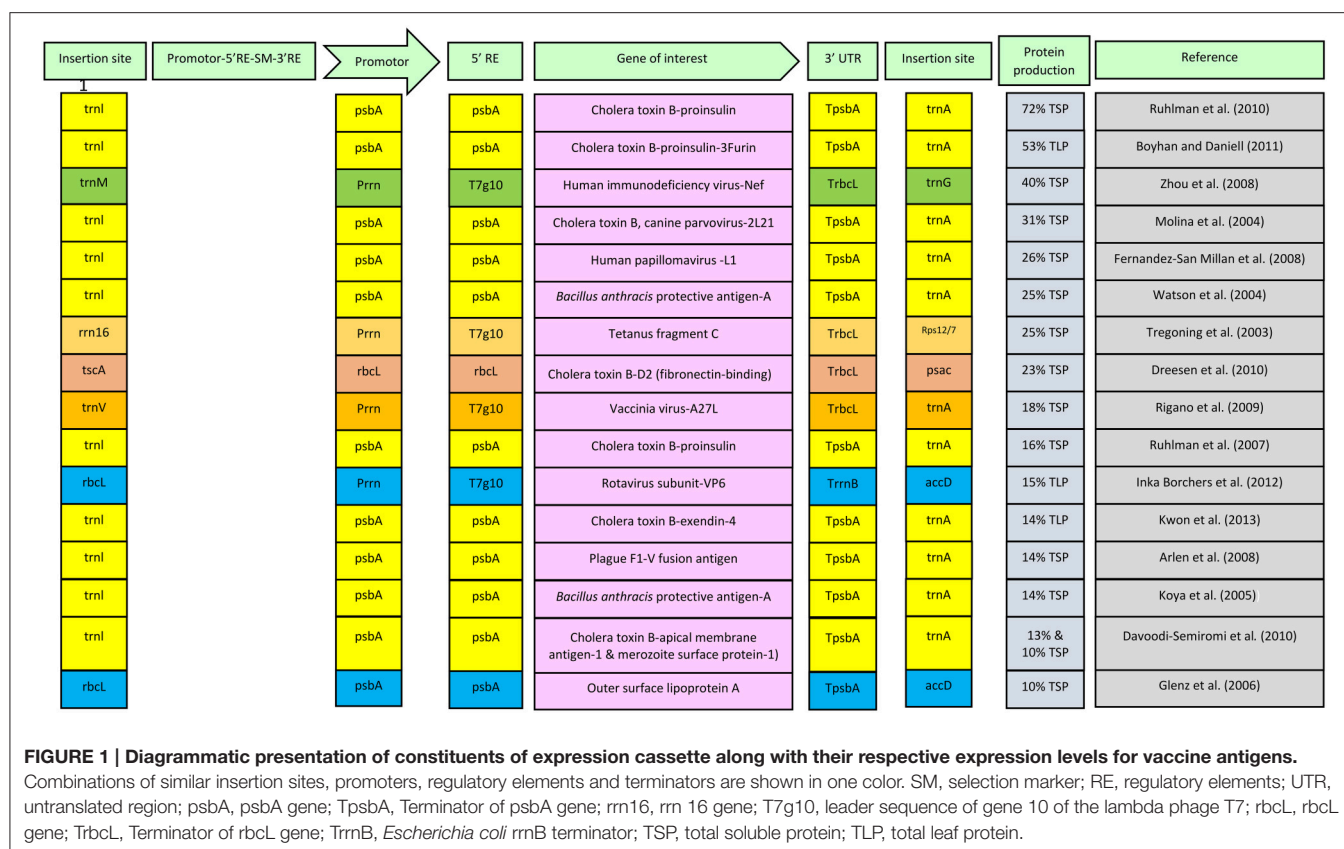 Insertion site Promotor-5'RE-SM-3'RE Promotor 5' RE Gene of interest 3' UTR Insertion site Protein production Reference
1
trnI psbA psbA Cholera toxin B-proinsulin TpsbA trnA 72% TSP Ruhlman et al. (2010)
trnI psbA psbA Cholera toxin B-proinsulin-3Furin TpsbA trnA 53% TLP Boyhan and Daniell (2011)
trnM Prrn T7g10 Human immunodeficiency virus-Nef TrbcL trnG 40% TSP Zhou et al. (2008)
trnI psbA psbA Cholera toxin B, canine parvovirus-2L21 TpsbA trnA 31% TSP Molina et al. (2004)
trnI psbA psbA Human papillomavirus -L1 TpsbA trnA 26% TSP Fernandez-San Millan et al. (2008)
trnI psbA psbA Bacillus anthracis protective antigen-A TpsbA trnA 25% TSP Watson et al. (2004)
rrn16 Prrn T7g10 Tetanus fragment C TrbcL Rps12/7 25% TSP Tregoning et al. (2003)
tscA rbcL rbcL Cholera toxin B-D2 (fibronectin-binding) TrbcL psac 23% TSP Dreesen et al. (2010)
trnV Prrn T7g10 Vaccinia virus-A27L TrbcL trnA 18% TSP Rigano et al. (2009)
trnI psbA psbA Cholera toxin B-proinsulin TpsbA trnA 16% TSP Ruhlman et al. (2007)
rbcL Prrn T7g10 Rotavirus subunit-VP6 TrrnB accD 15% TLP Inka Borchers et al. (2012)
trnI psbA psbA Cholera toxin B-exendin-4 TpsbA trnA 14% TLP Kwon et al. (2013)
trnI psbA psbA Plague F1-V fusion antigen TpsbA trnA 14% TSP Arlen et al. (2008)
trnI psbA psbA Bacillus anthracis protective antigen-A TpsbA trnA 14% TSP Koya et al. (2005)
trnI psbA psbA Cholera toxin B-apical membrane antigen-1 & merozoite surface protein-1) TpsbA trnA 13% & 10% TSP Davoodi-Semiromi et al. (2010)
rbcL psbA psbA Outer surface lipoprotein A TpsbA accD 10% TSP Glenz et al. (2006)
FIGURE 1 | Diagrammatic presentation of constituents of expression cassette along with their respective expression levels for vaccine antigens.
Combinations of similar insertion sites, promoters, regulatory elements and terminators are shown in one color. SM, selection marker; RE, regulatory elements; UTR,
untranslated region; psbA, psbA gene; TpsbA, Terminator of psbA gene; rrn16, rrn 16 gene; T7g10, leader sequence of gene 10 of the lambda phage T7; rbcL, rbcL
gene; TrbcL, Terminator of rbcL gene; TrrnB, Escherichia coli rrnB terminator; TSP, total soluble protein; TLP, total leaf protein.